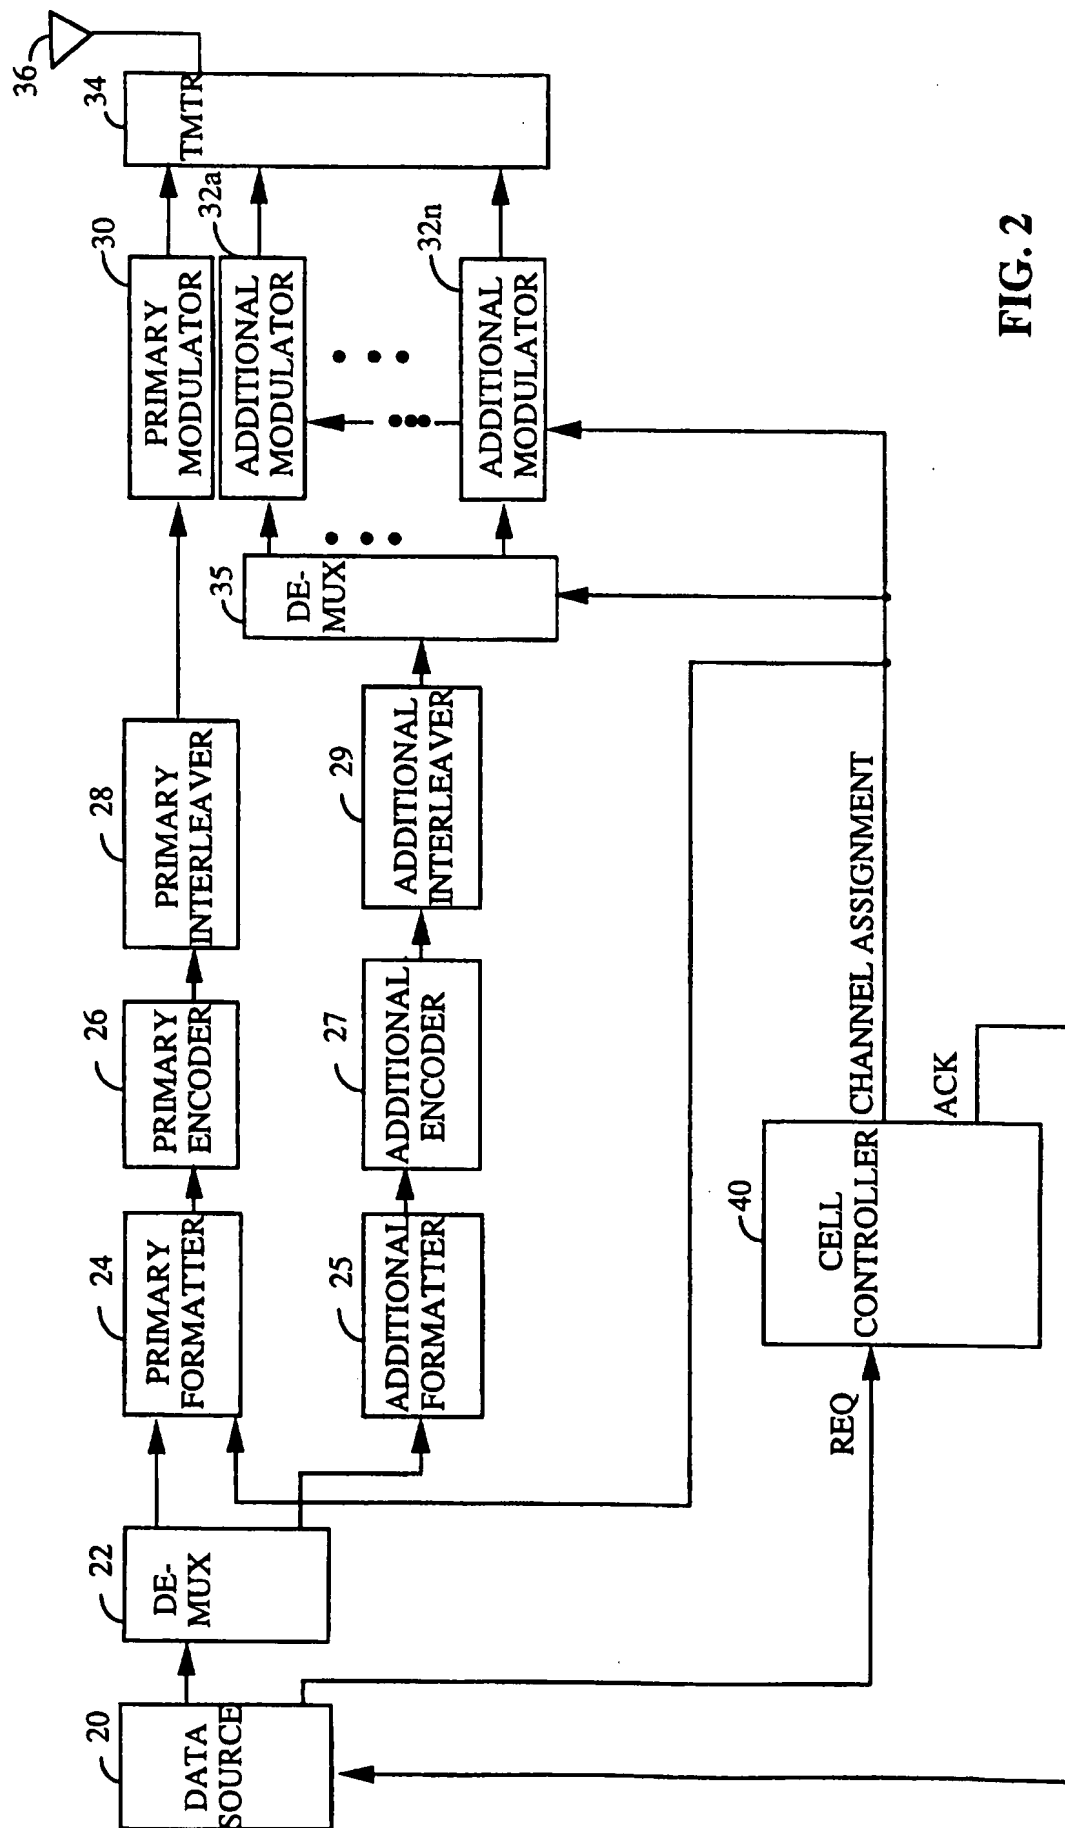 20
DATA
SOURCE
22
DE-
MUX
24
PRIMARY
FORMATTER
26
PRIMARY
ENCODER
28
PRIMARY
INTERLEAVER
30
PRIMARY
MODULATOR
34
TMTR
36
25
ADDITIONAL
FORMATTER
27
ADDITIONAL
ENCODER
29
ADDITIONAL
INTERLEAVER
35
DE-
MUX
32a
ADDITIONAL
MODULATOR
32n
ADDITIONAL
MODULATOR
REQ
40
CELL
CONTROLLER
CHANNEL ASSIGNMENT
ACK
FIG. 2